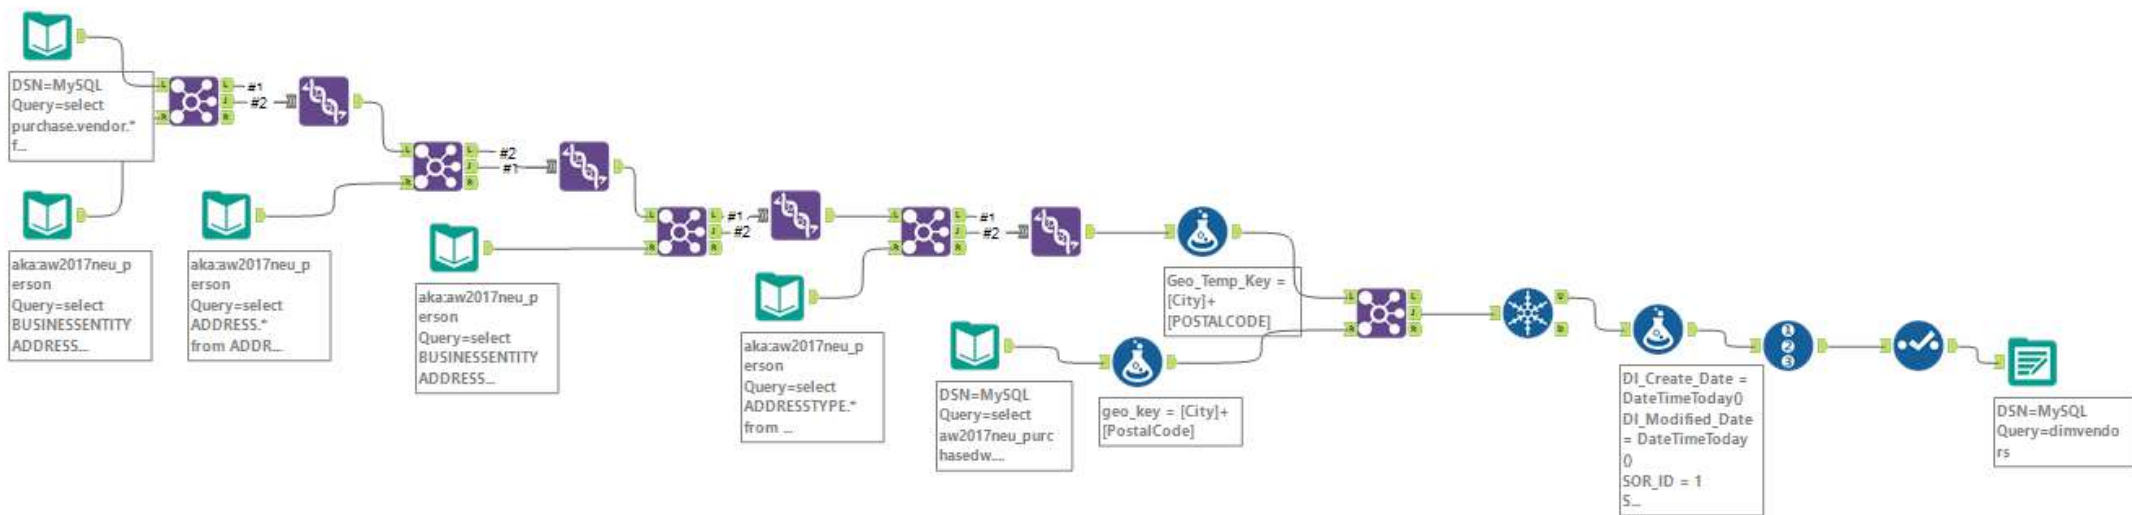 DSN=MySQL
Query=select
purchase.vendor.*
f...
L
R
L
J
R
#1
#2
aka:aw2017neu_p
erson
Query=select
BUSINESSENTITY
ADDRESS...
aka:aw2017neu_p
erson
Query=select
ADDRESS.*
from ADDR...
L
R
L
J
R
#2
#1
aka:aw2017neu_p
erson
Query=select
BUSINESSENTITY
ADDRESS...
L
R
L
J
R
#1
#2
aka:aw2017neu_p
erson
Query=select
ADDRESSTYPE.*
from ...
L
R
L
J
R
#1
#2
Geo_Temp_Key =
[City]+
[POSTALCODE]
DSN=MySQL
Query=select
aw2017neu_purc
hasedw....
geo_key = [City]+
[PostalCode]
L
R
L
J
R
U
D
DI_Create_Date =
DateTimeToday()
DI_Modified_Date
= DateTimeToday
()
SOR_ID = 1
S...
1
2
3
DSN=MySQL
Query=dimvendo
rs